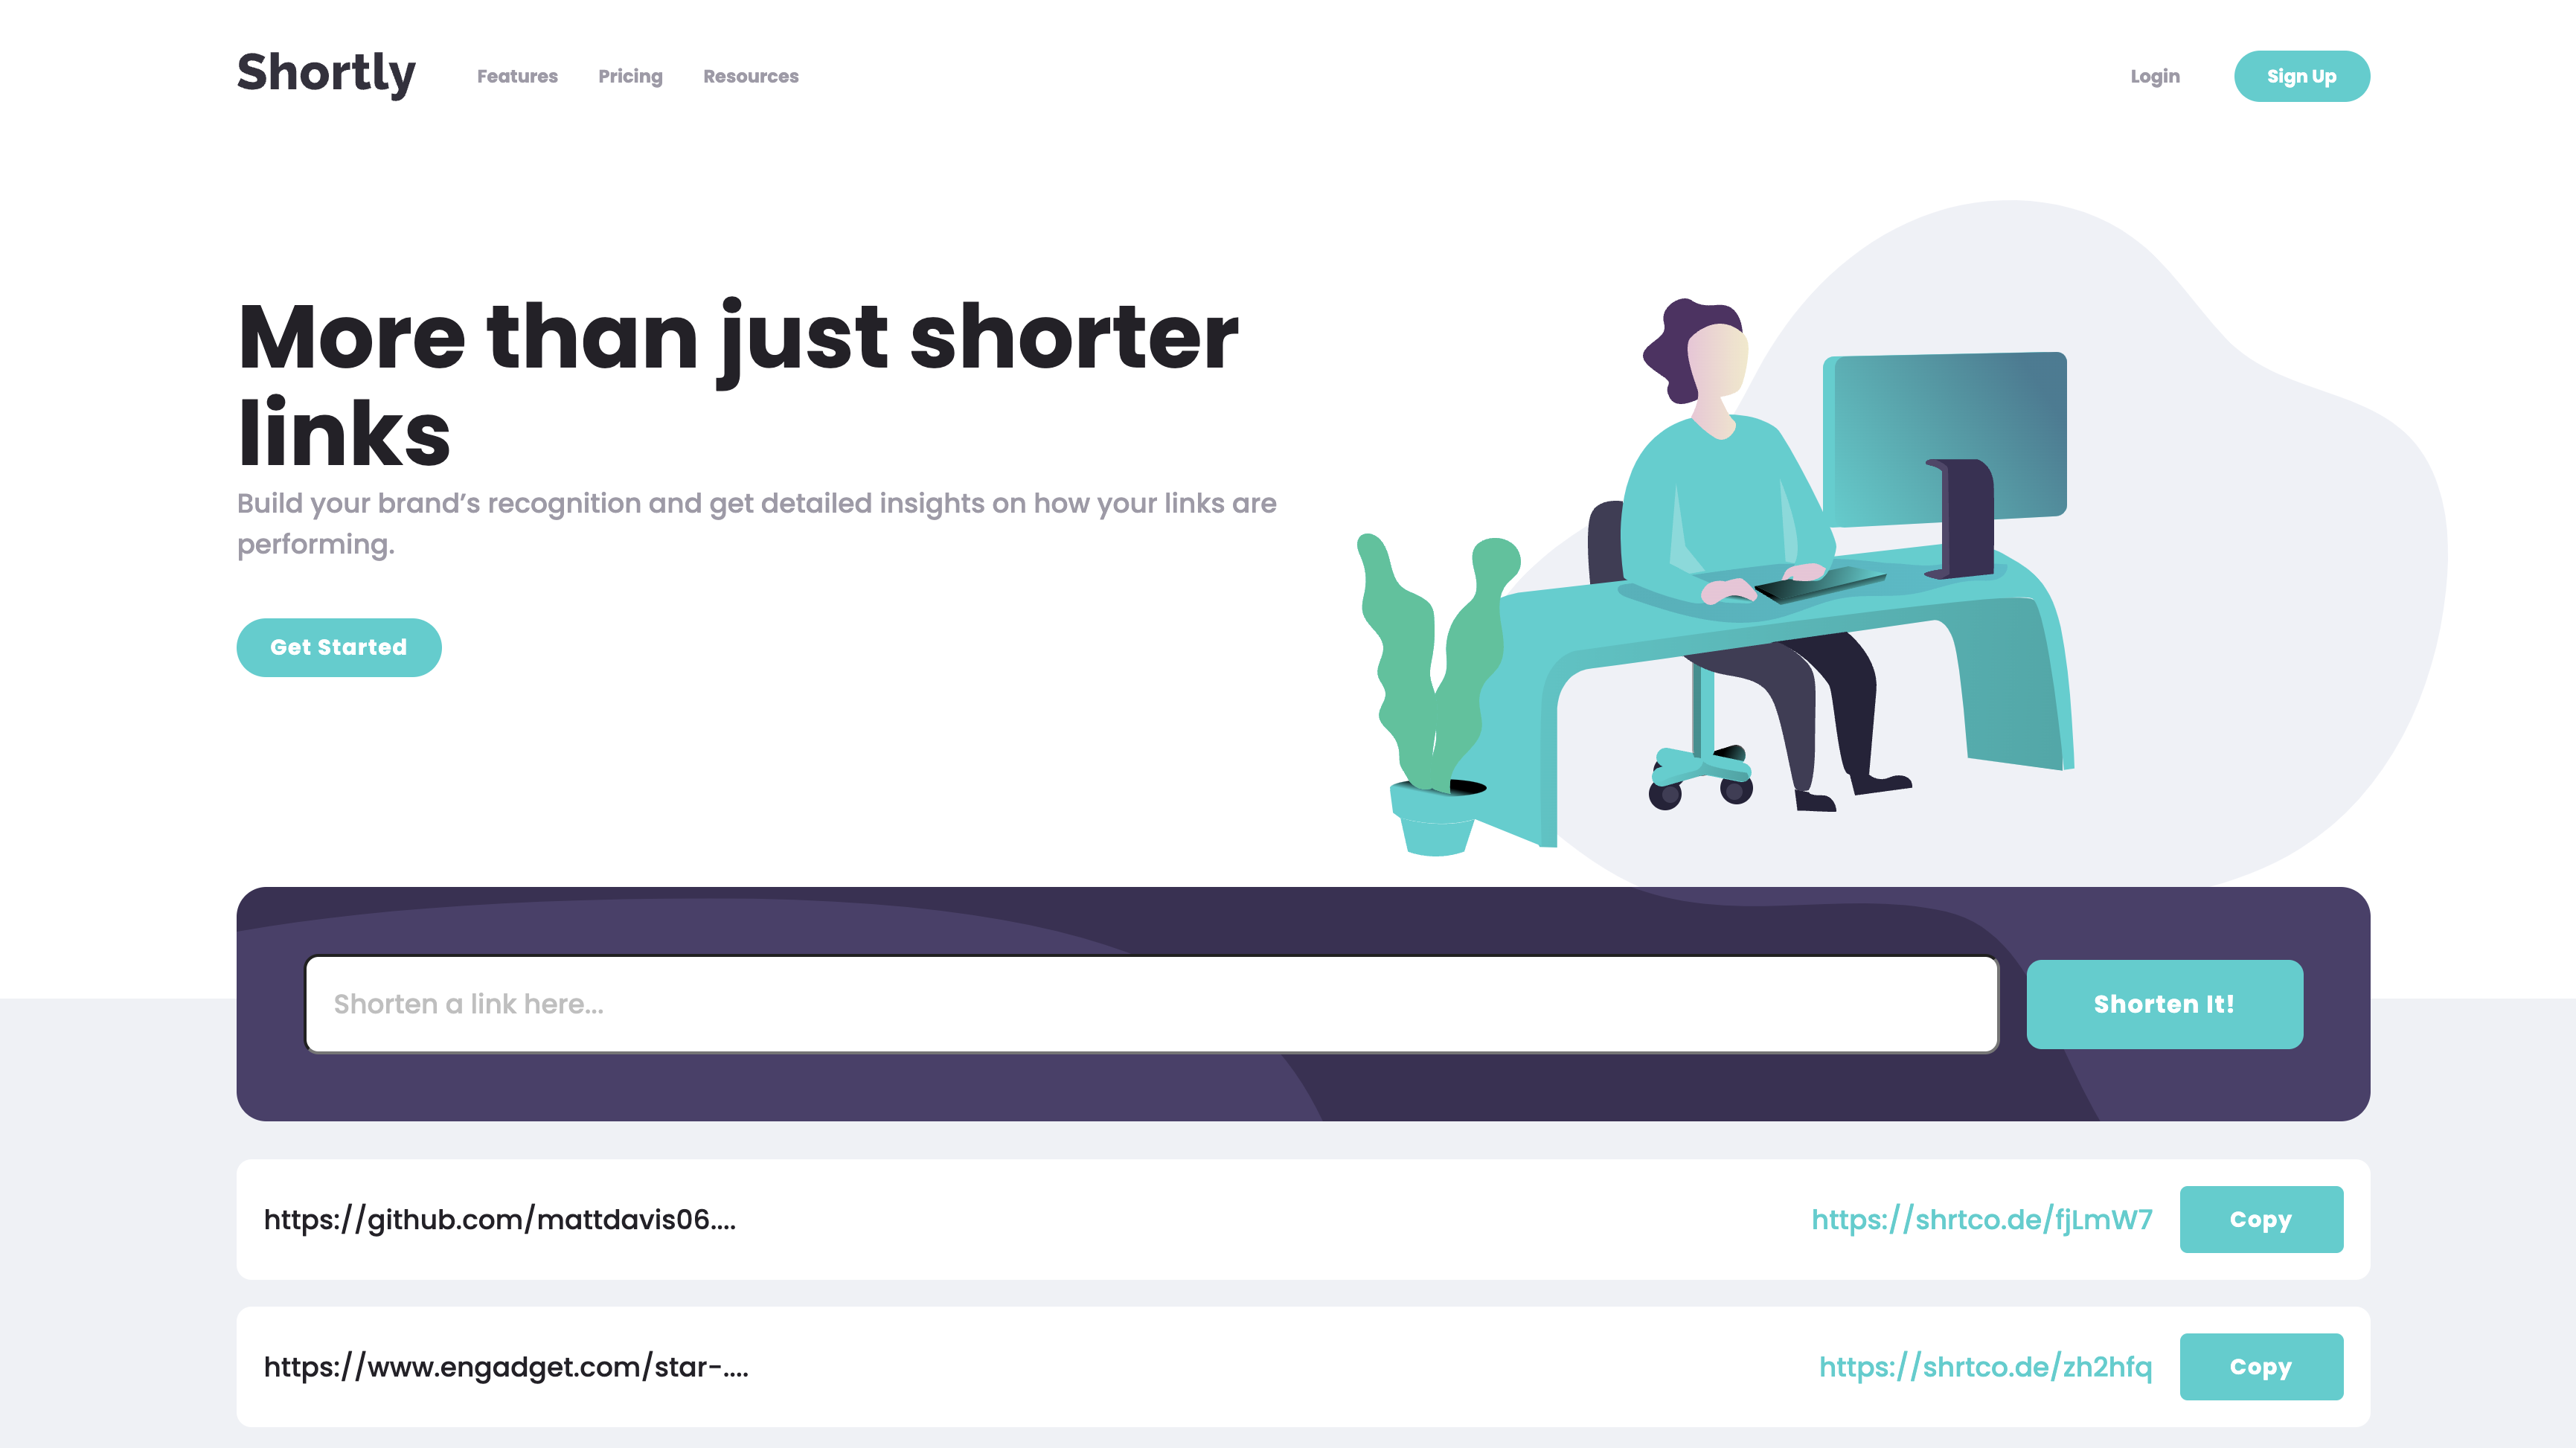 Shortly
Features
Pricing
Resources
Login
Sign Up
More than just shorter
links
Build your brand’s recognition and get detailed insights on how your links are
performing.
Get Started
Shorten a link here...
Shorten It!
https://github.com/mattdavis06....
https://shrtco.de/fjLmW7
Copy
https://www.engadget.com/star-....
https://shrtco.de/zh2hfq
Copy